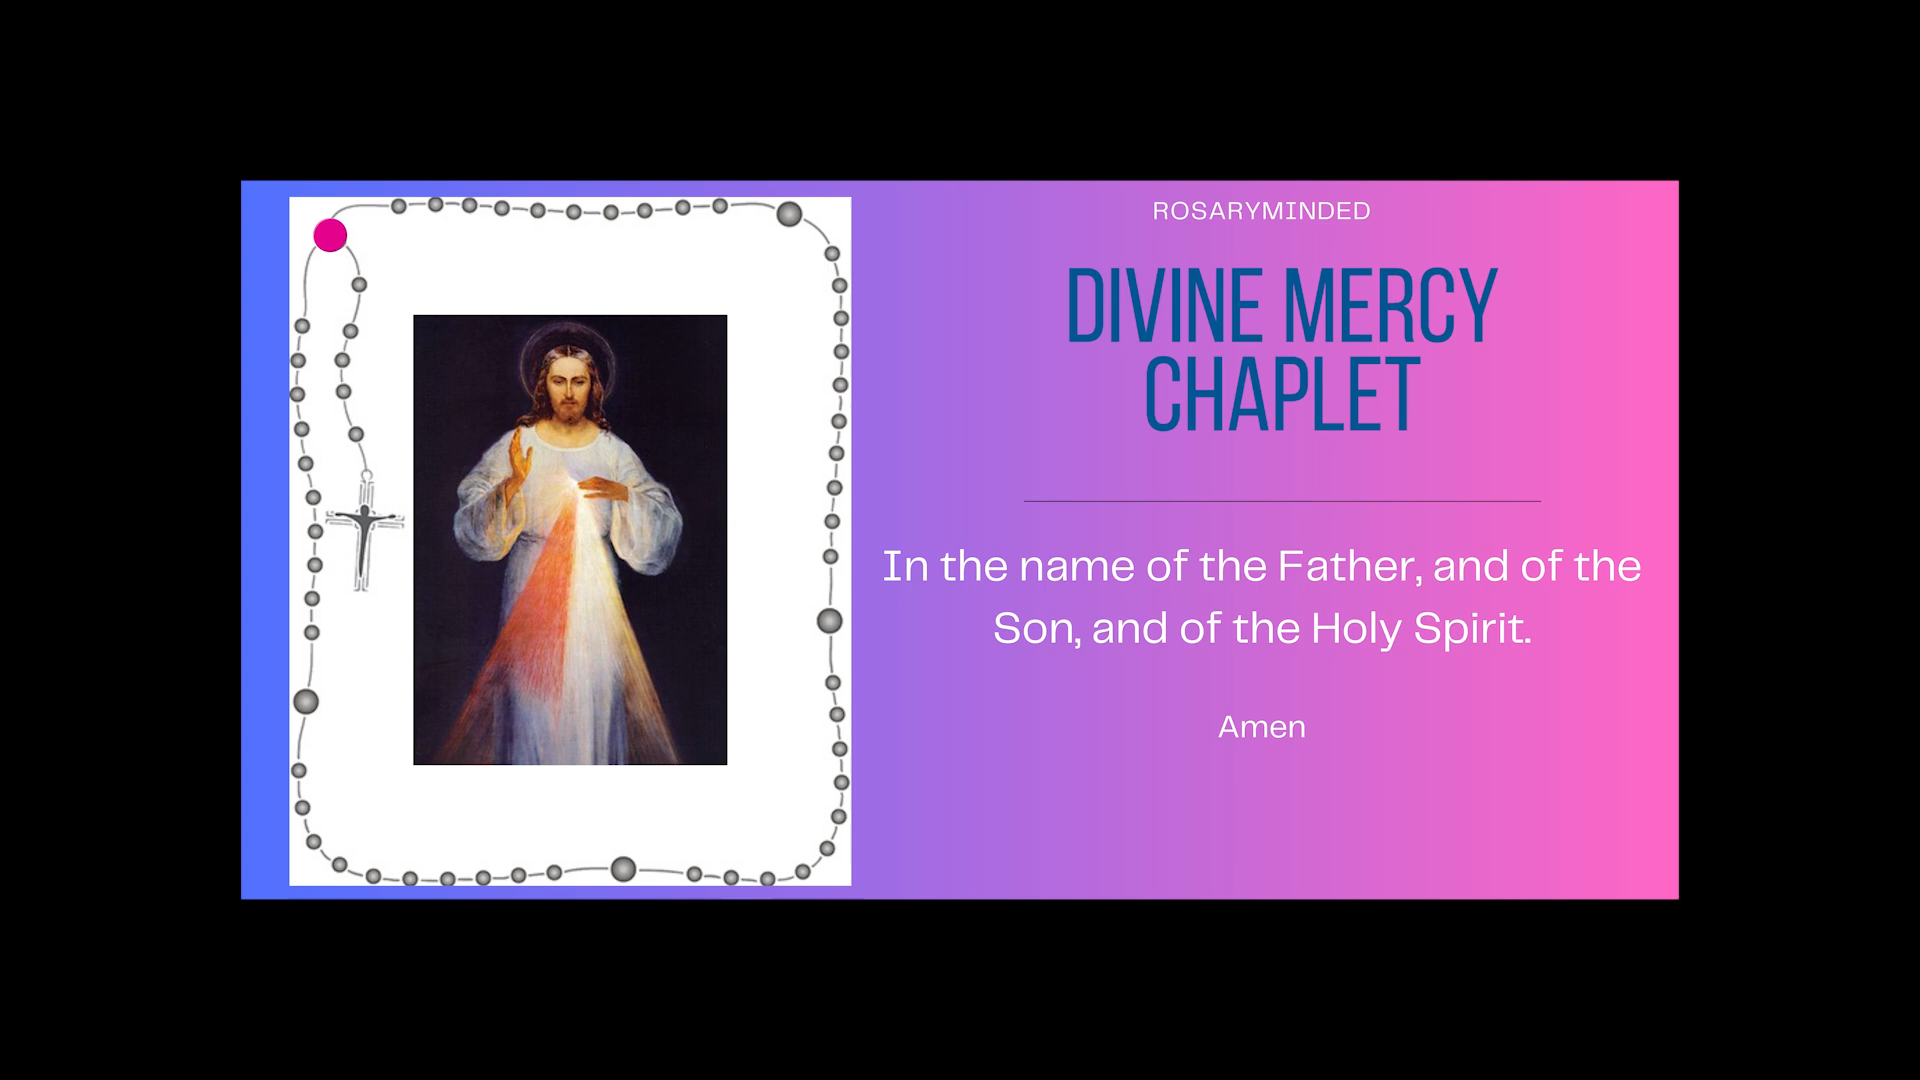 ROSARYMINDED
DIVINE MERCY
CHAPLET
In the name of the Father, and of the
Son, and of the Holy Spirit.
Amen